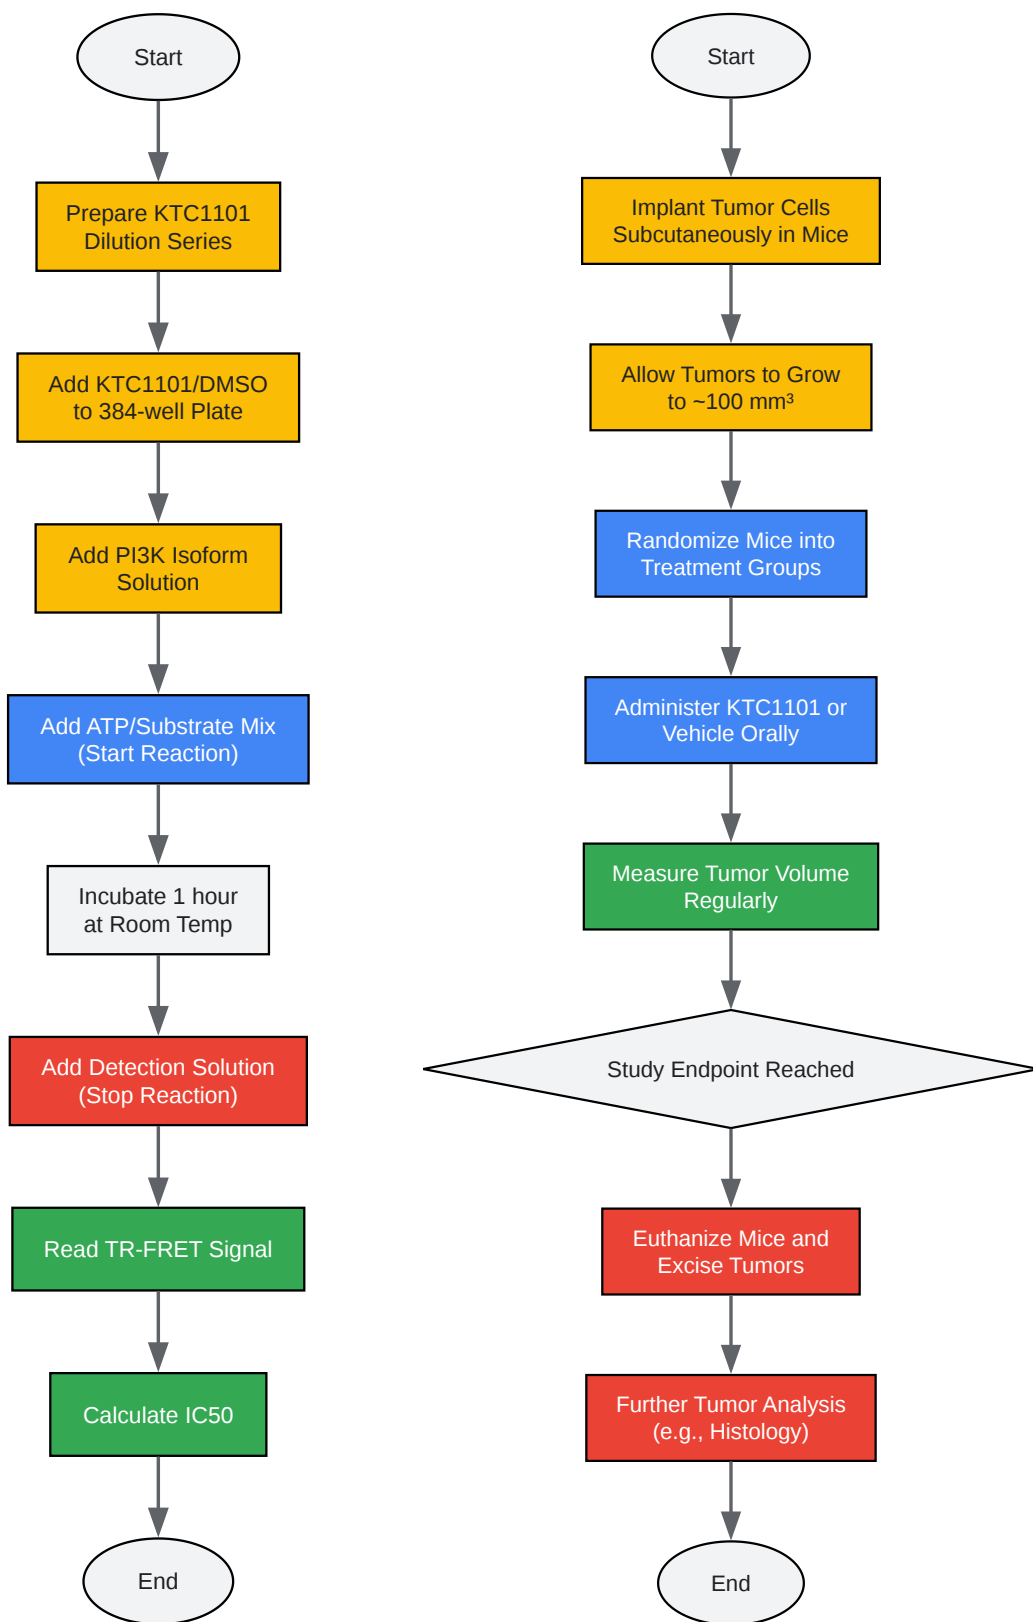 Start
Prepare KTC1101
Dilution Series
Add KTC1101/DMSO
to 384-well Plate
Add PI3K Isoform
Solution
Add ATP/Substrate Mix
(Start Reaction)
Incubate 1 hour
at Room Temp
Add Detection Solution
(Stop Reaction)
Read TR-FRET Signal
Calculate IC50
End
Start
Implant Tumor Cells
Subcutaneously in Mice
Allow Tumors to Grow
to ~100 mm³
Randomize Mice into
Treatment Groups
Administer KTC1101 or
Vehicle Orally
Measure Tumor Volume
Regularly
Study Endpoint Reached
Euthanize Mice and
Excise Tumors
Further Tumor Analysis
(e.g., Histology)
End